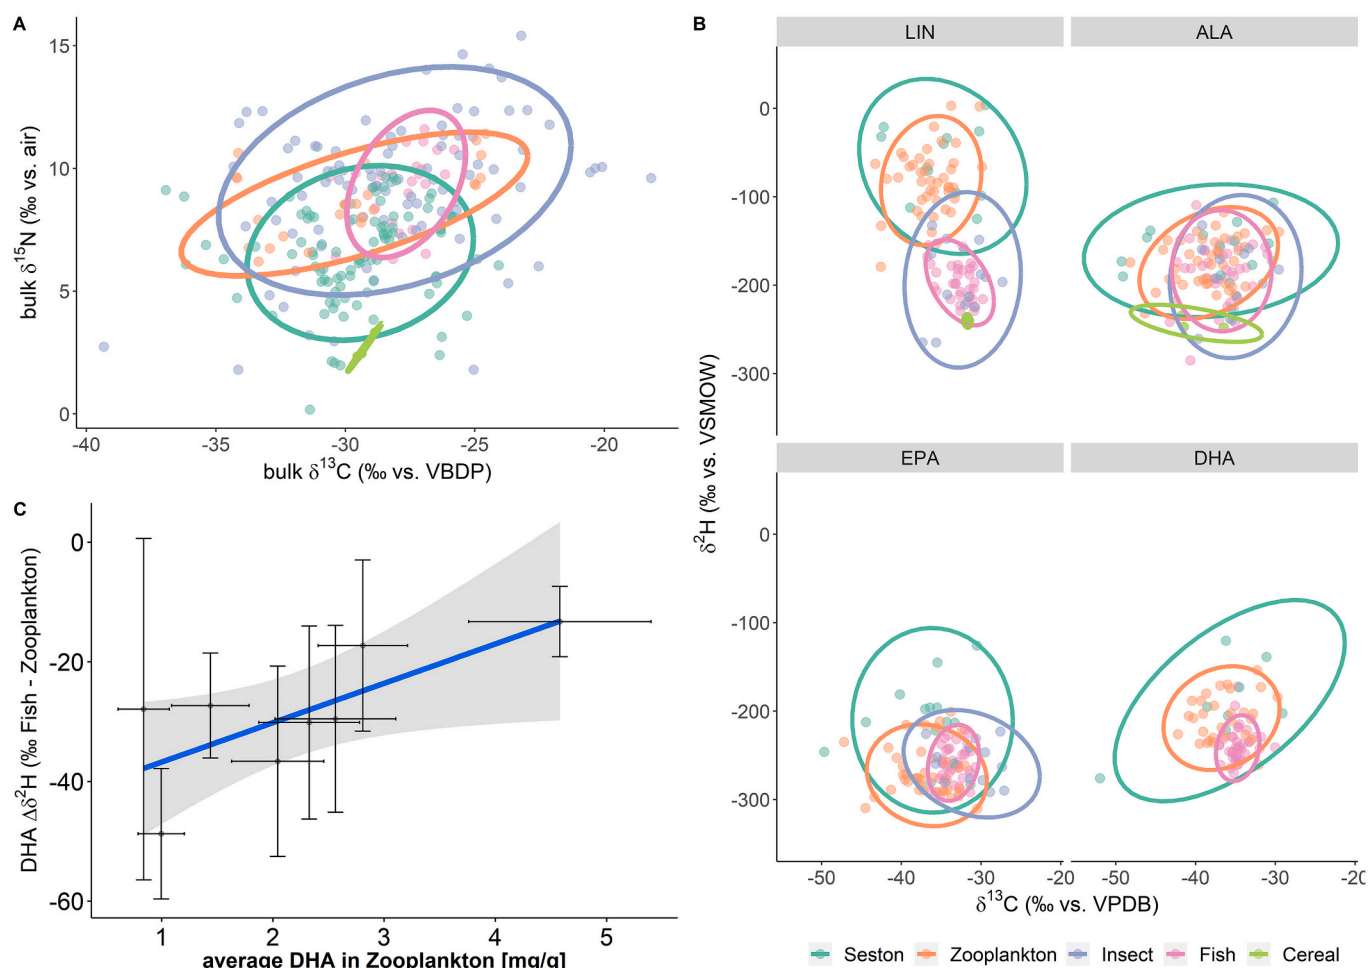 A
15
10
5
0
bulk δ15N (‰ vs. air)
-40 -35 -30 -25 -20
bulk δ13C (‰ vs. VBDP)
B
LIN ALA
0
-100
-200
-300
EPA DHA
0
-100
-200
-300
δ2H (‰ vs. VSMOW)
-50 -40 -30 -20 -50 -40 -30 -20
δ13C (‰ vs. VPDB)
Seston Zooplankton Insect Fish Cereal
C
0
-20
-40
-60
DHA Δδ2H (‰ Fish - Zooplankton)
1 2 3 4 5
average DHA in Zooplankton [mg/g]